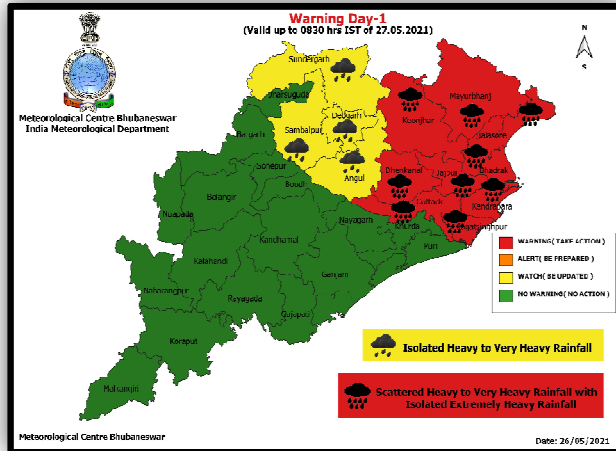 Warning Day-1
(Valid up to 0830 hrs IST of 27.05.2021)
N
S
Meteorological Centre Bhubaneswar
India Meteorological Department
Sundergarh
Jharsuguda
Keonjhar
Mayurbhanj
Balasore
Bargarh
Sambalpur
Deogarh
Sonepur
Angul
Dhenkanal
Jajpur
Bhadrak
Boudh
Cuttack
Kendrapara
Bolangir
Nuapada
Nayagarh
Khurda
Jagatsinghpur
Kandhamal
Puri
Kalahandi
Ganjam
Nabarangpur
Rayagada
Gajapati
Koraput
Malkangiri
WARNING( TAKE ACTION )
ALERT( BE PREPARED )
WATCH( BE UPDATED )
NO WARNING( NO ACTION )
Isolated Heavy to Very Heavy Rainfall
Scattered Heavy to Very Heavy Rainfall with
Isolated Extremely Heavy Rainfall
Meteorological Centre Bhubaneswar
Date: 26/05/2021